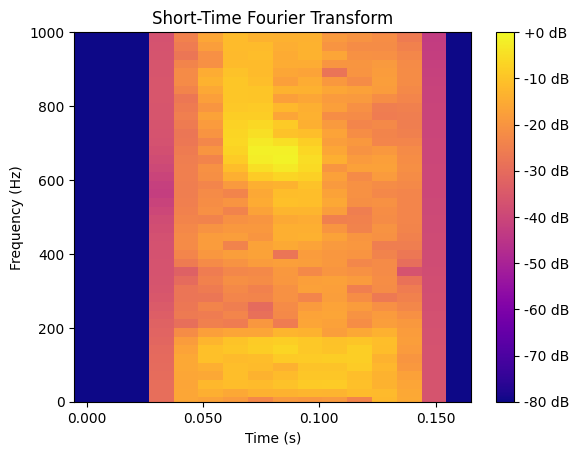 Short-Time Fourier Transform
1000
800
600
400
200
0
Frequency (Hz)
0.000
0.050
0.100
0.150
Time (s)
+0 dB
-10 dB
-20 dB
-30 dB
-40 dB
-50 dB
-60 dB
-70 dB
-80 dB